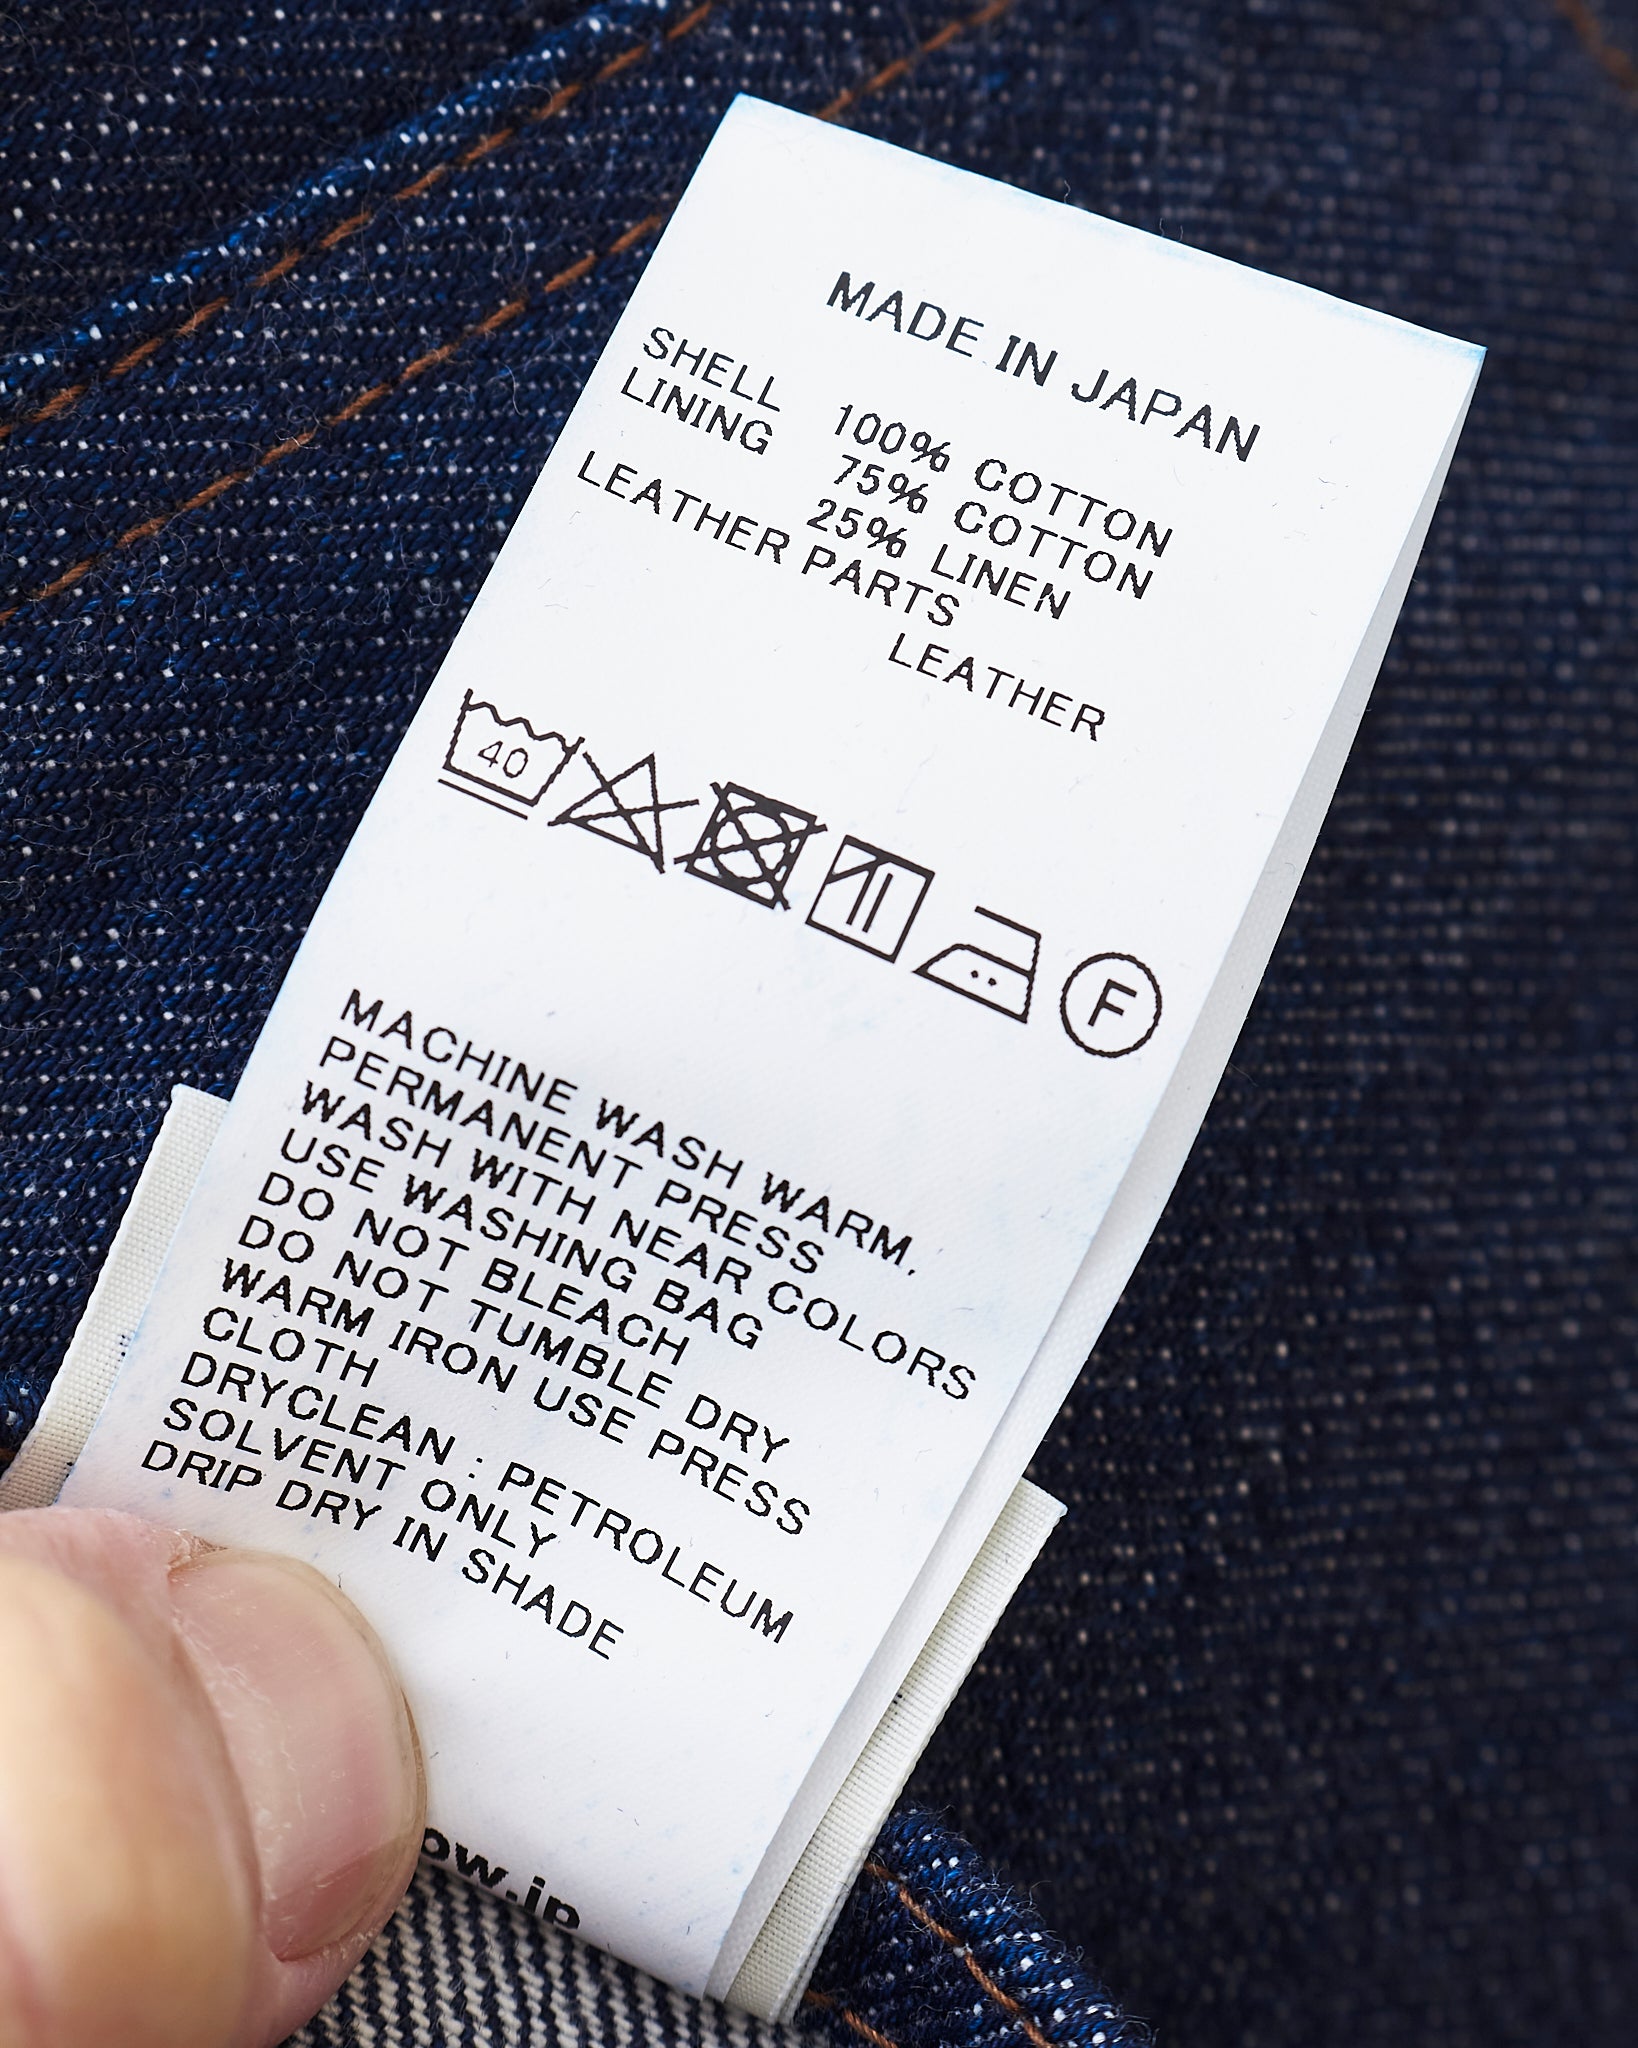 MADE IN JAPAN
SHELL 100% COTTON
LINING 75% COTTON
25% LINEN
LEATHER PARTS
LEATHER
40
F
MACHINE WASH WARM.
PERMANENT PRESS
WASH WITH NEAR COLORS
USE WASHING BAG
DO NOT BLEACH
DO NOT TUMBLE DRY
WARM IRON USE PRESS
CLOTH
DRYCLEAN : PETROLEUM
SOLVENT ONLY
DRIP DRY IN SHADE
ow.jp